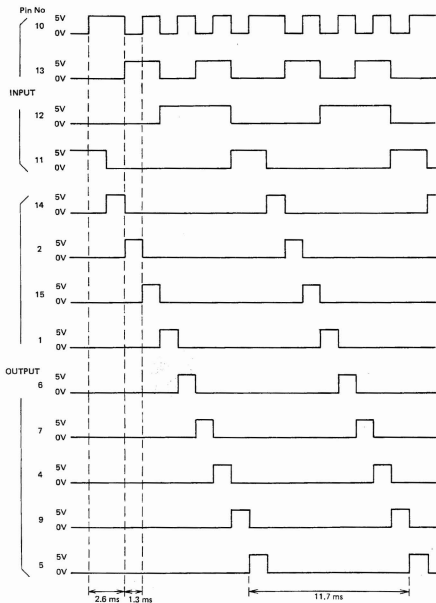 Pin No
10 5V
0V
13 5V
0V
INPUT
12 5V
0V
11 5V
0V
14 5V
0V
2 5V
0V
15 5V
0V
1 5V
0V
OUTPUT
6 5V
0V
7 5V
0V
4 5V
0V
9 5V
0V
5 5V
0V
2.6 ms 1.3 ms 11.7 ms